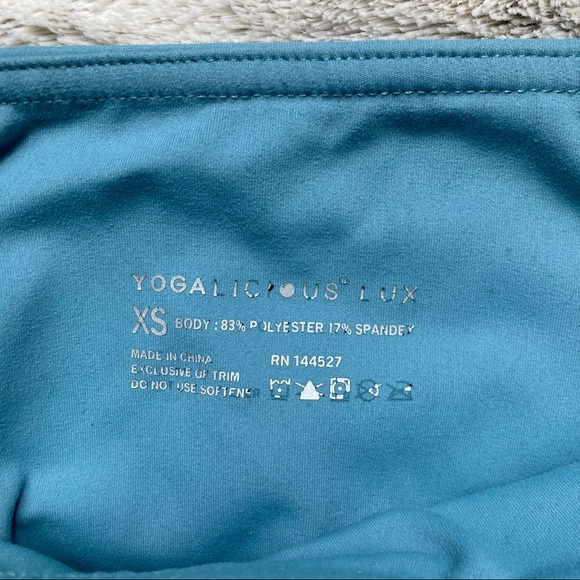 YOGALICIOUS® LUX
XS BODY : 83% POLYESTER 17% SPANDEX
MADE IN CHINA RN 144527
EXCLUSIVE OF TRIM
DO NOT USE SOFTENER